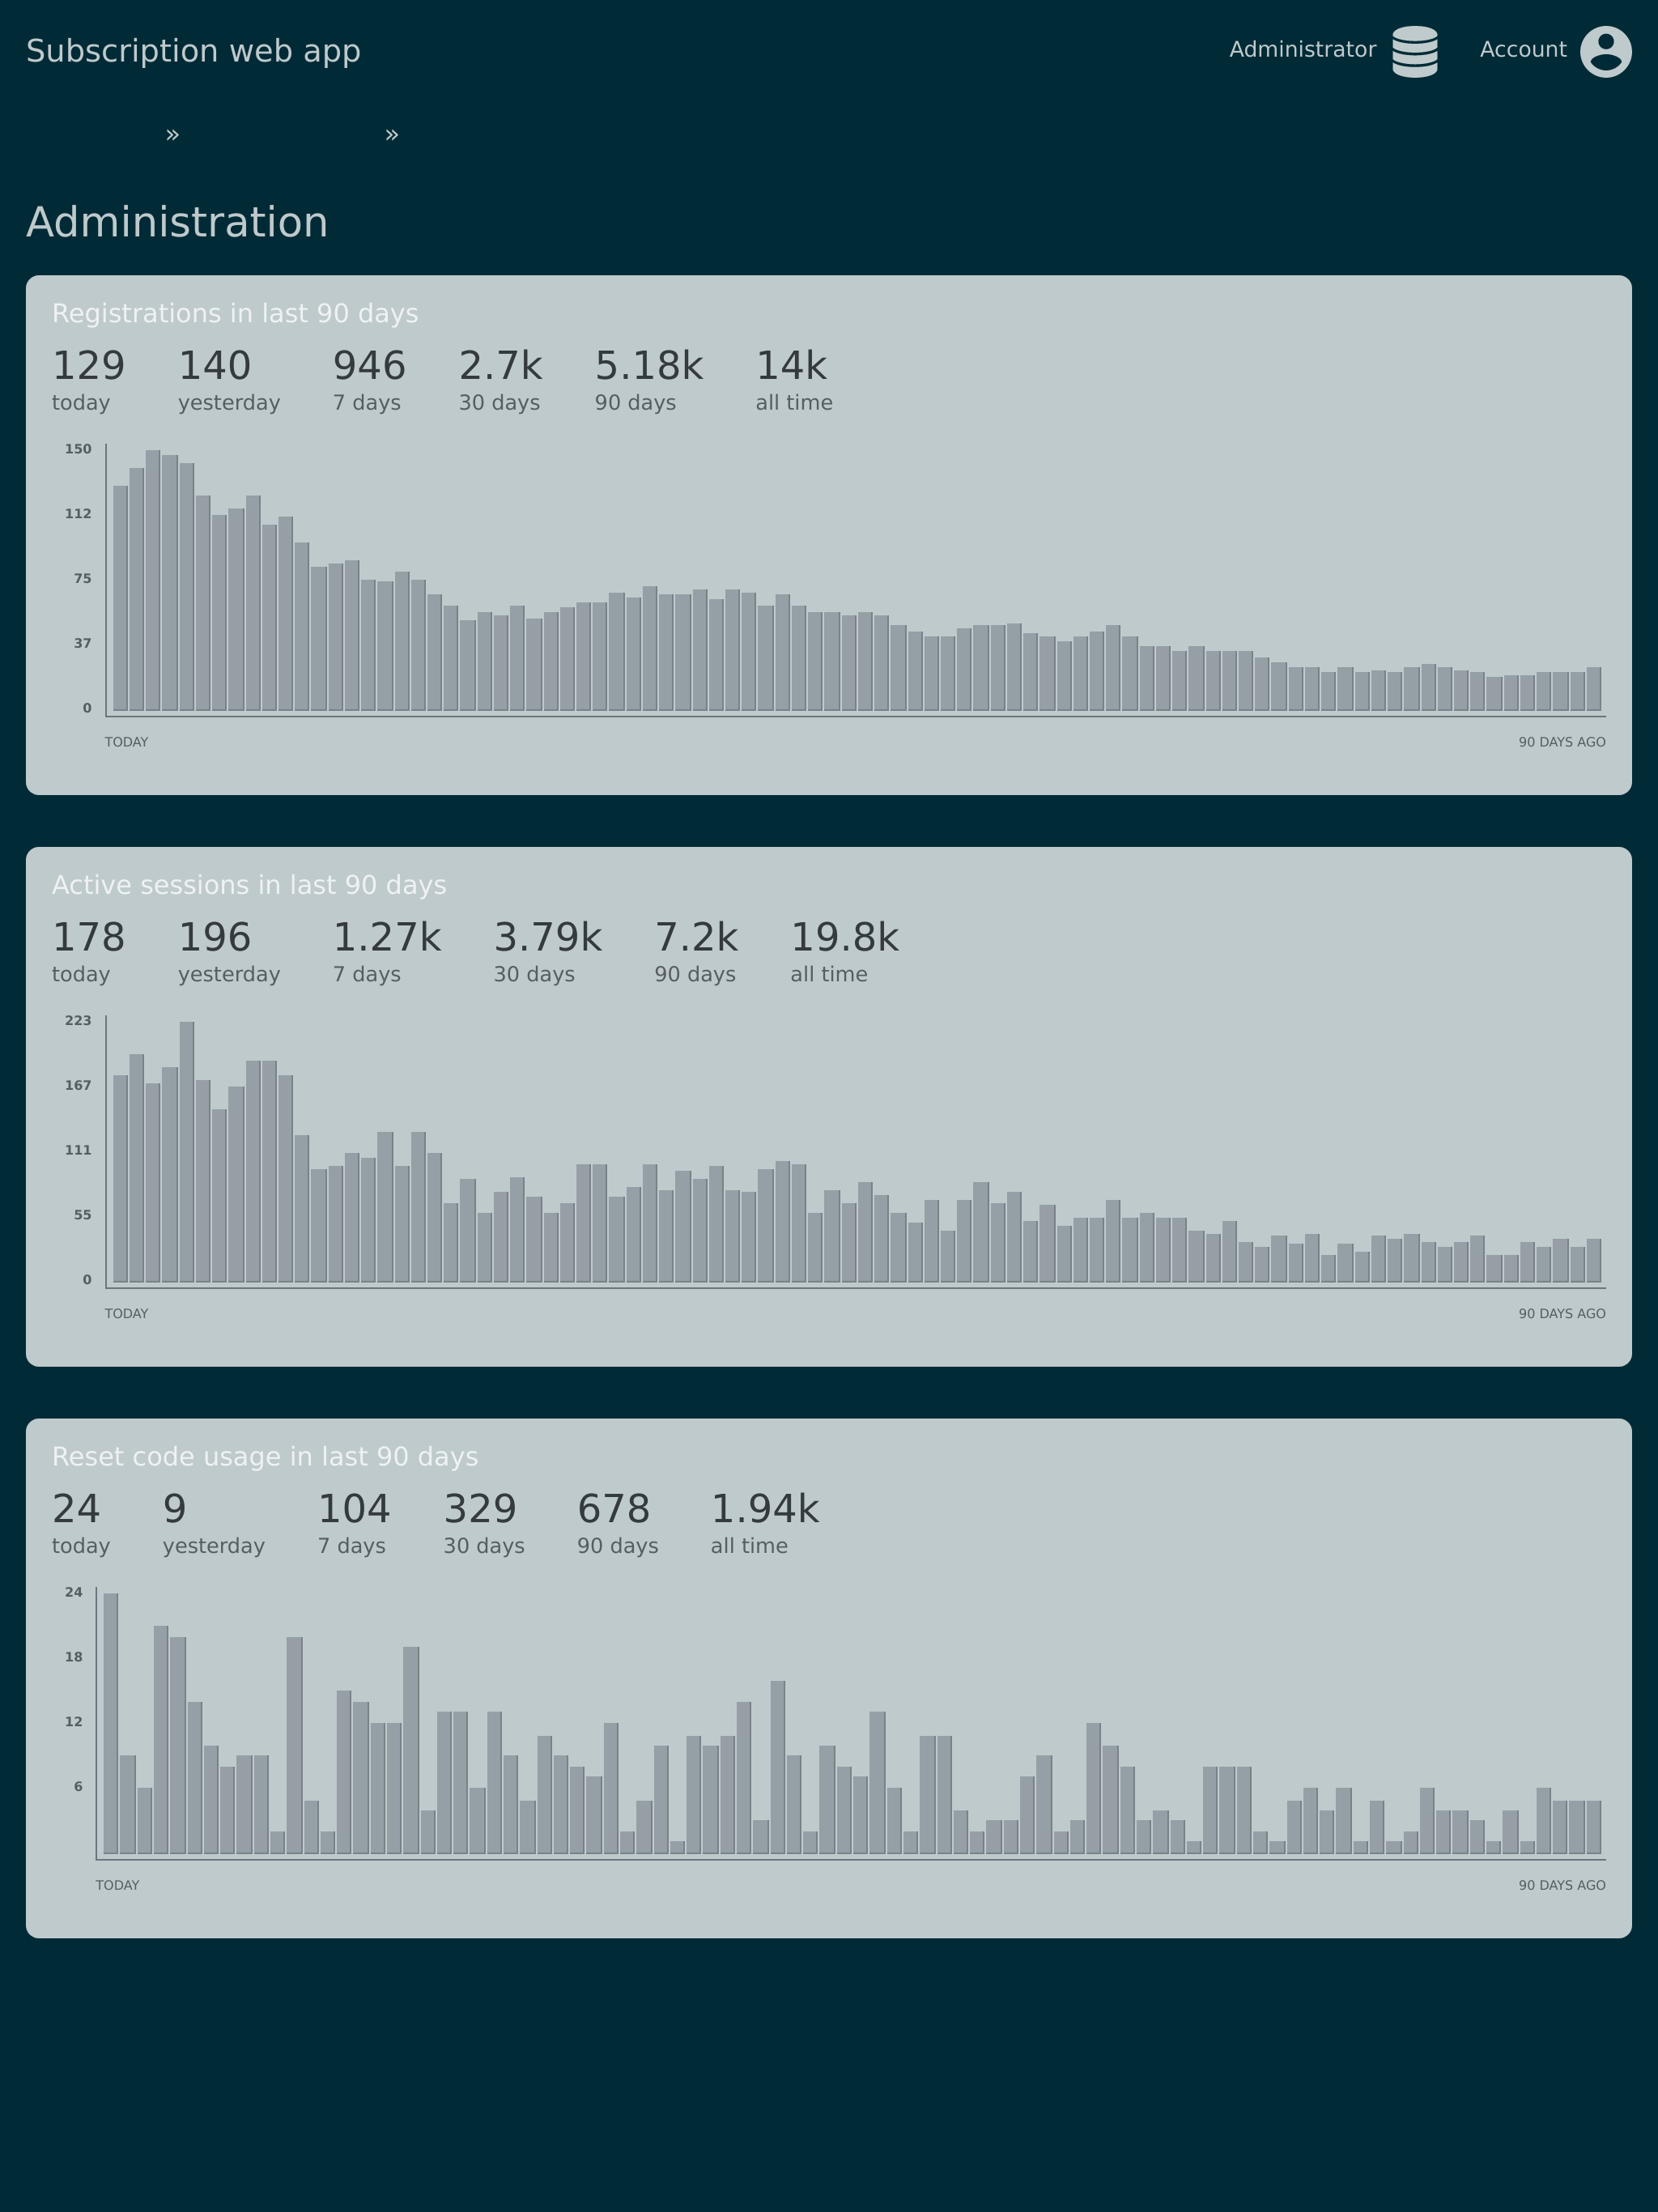 Subscription web app
Administrator
Account
» »
Administration
Registrations in last 90 days
129 140 946 2.7k 5.18k 14k
today yesterday 7 days 30 days 90 days all time
150
112
75
37
0
TODAY 90 DAYS AGO
Active sessions in last 90 days
178 196 1.27k 3.79k 7.2k 19.8k
today yesterday 7 days 30 days 90 days all time
223
167
111
55
0
TODAY 90 DAYS AGO
Reset code usage in last 90 days
24 9 104 329 678 1.94k
today yesterday 7 days 30 days 90 days all time
24
18
12
6
TODAY 90 DAYS AGO